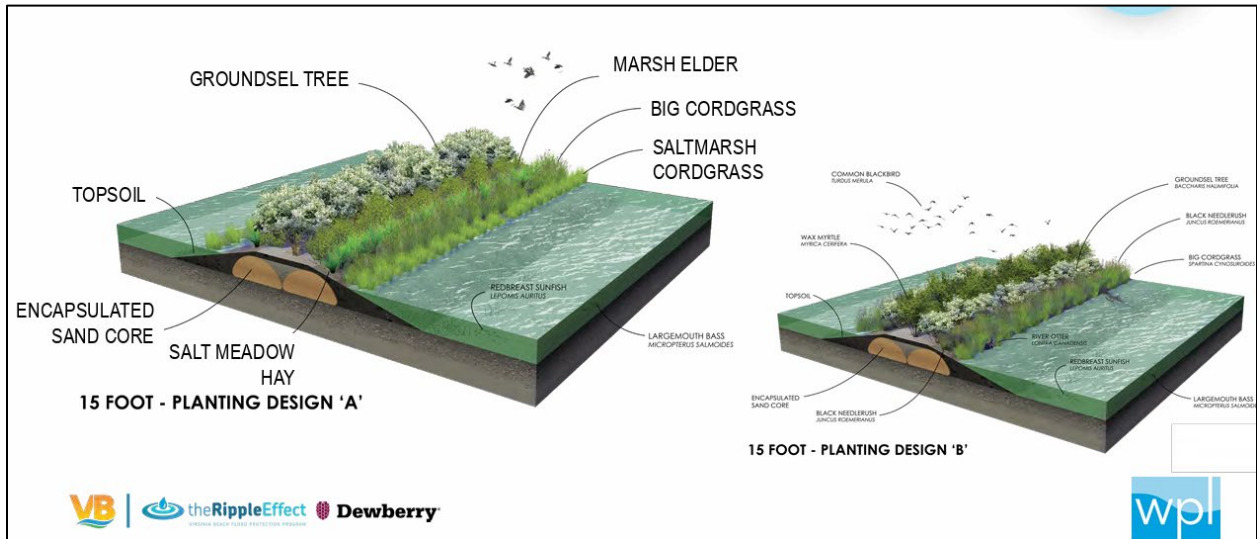 GROUNDSEL TREE
MARSH ELDER
BIG CORDGRASS
SALTMARSH
CORDGRASS
TOPSOIL
ENCAPSULATED
SAND CORE
SALT MEADOW
HAY
REDBREAST SUNFISH
LEPOMIS AURITUS
LARGEMOUTH BASS
MICROPTERUS SALMOIDES
15 FOOT - PLANTING DESIGN ‘A’
COMMON BLACKBIRD
TURDUS MERULA
GROUNDSEL TREE
BACCHARIS HALIMIFOLIA
WAX MYRTLE
MYRICA CERIFERA
BLACK NEEDLERUSH
JUNCUS ROEMERIANUS
BIG CORDGRASS
SPARTINA CYNOSUROIDES
TOPSOIL
RIVER OTTER
LONTRA CANADENSIS
REDBREAST SUNFISH
LEPOMIS AURITUS
ENCAPSULATED
SAND CORE
BLACK NEEDLERUSH
JUNCUS ROEMERIANUS
LARGEMOUTH BASS
MICROPTERUS SALMOIDES
15 FOOT - PLANTING DESIGN ‘B’
VB
theRippleEffect
VIRGINIA BEACH FLOOD PROTECTION PROGRAM
Dewberry
wpl